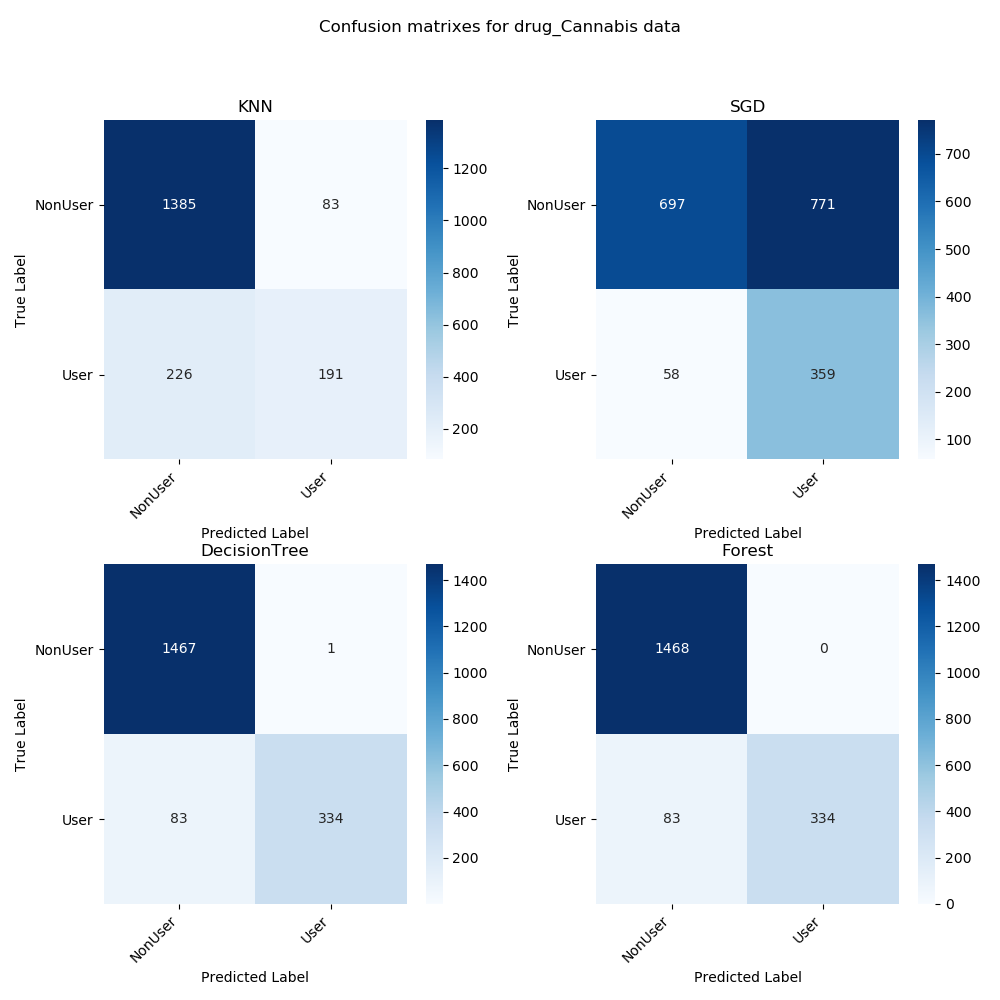 Confusion matrixes for drug_Cannabis data
KNN
True Label
NonUser
User
1385
83
226
191
NonUser
User
Predicted Label
1200
1000
800
600
400
200
SGD
True Label
NonUser
User
697
771
58
359
NonUser
User
Predicted Label
700
600
500
400
300
200
100
DecisionTree
True Label
NonUser
User
1467
1
83
334
NonUser
User
Predicted Label
1400
1200
1000
800
600
400
200
Forest
True Label
NonUser
User
1468
0
83
334
NonUser
User
Predicted Label
1400
1200
1000
800
600
400
200
0